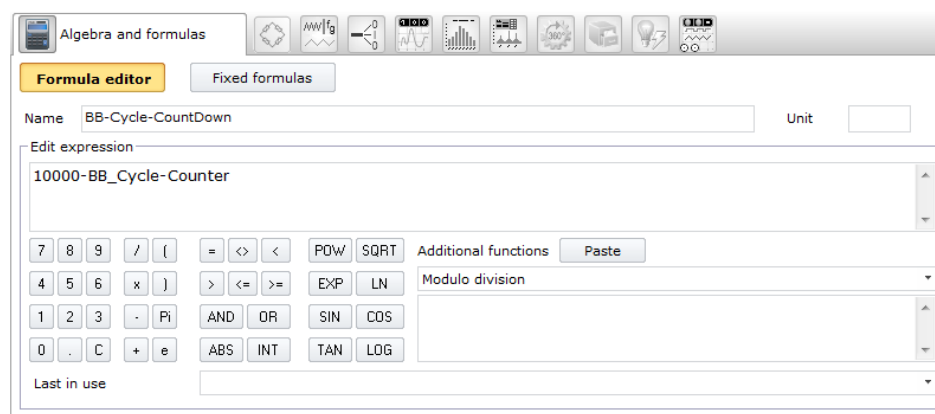 Algebra and formulas
Formula editor Fixed formulas
Name BB-Cycle-CountDown Unit
Edit expression
10000-BB_Cycle-Counter
7 8 9 / ( = <> < POW SQRT Additional functions Paste
4 5 6 x ) > <= >= EXP LN Modulo division
1 2 3 - Pi AND OR SIN COS
0 . C + e ABS INT TAN LOG
Last in use